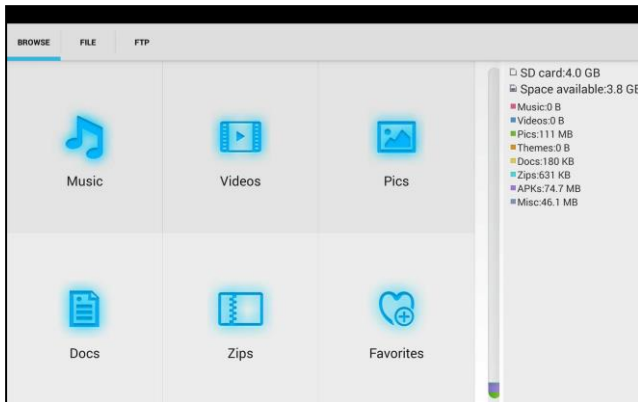 BROWSE FILE FTP
Music Videos Pics
Docs Zips Favorites
SD card:4.0 GB
Space available:3.8 GB
Music:0 B
Videos:0 B
Pics:111 MB
Themes:0 B
Docs:180 KB
Zips:631 KB
APKs:74.7 MB
Misc:46.1 MB